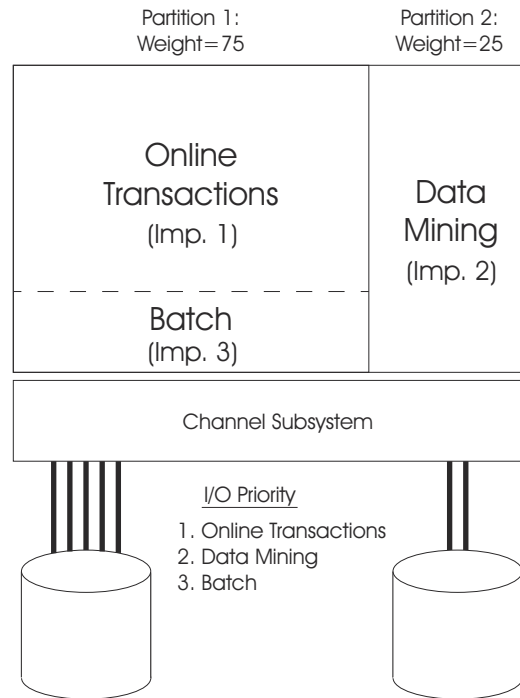 Partition 1:
Weight=75
Partition 2:
Weight=25
Online
Transactions
(Imp. 1)
Data
Mining
(Imp. 2)
Batch
(Imp. 3)
Channel Subsystem
I/O Priority
1. Online Transactions
2. Data Mining
3. Batch